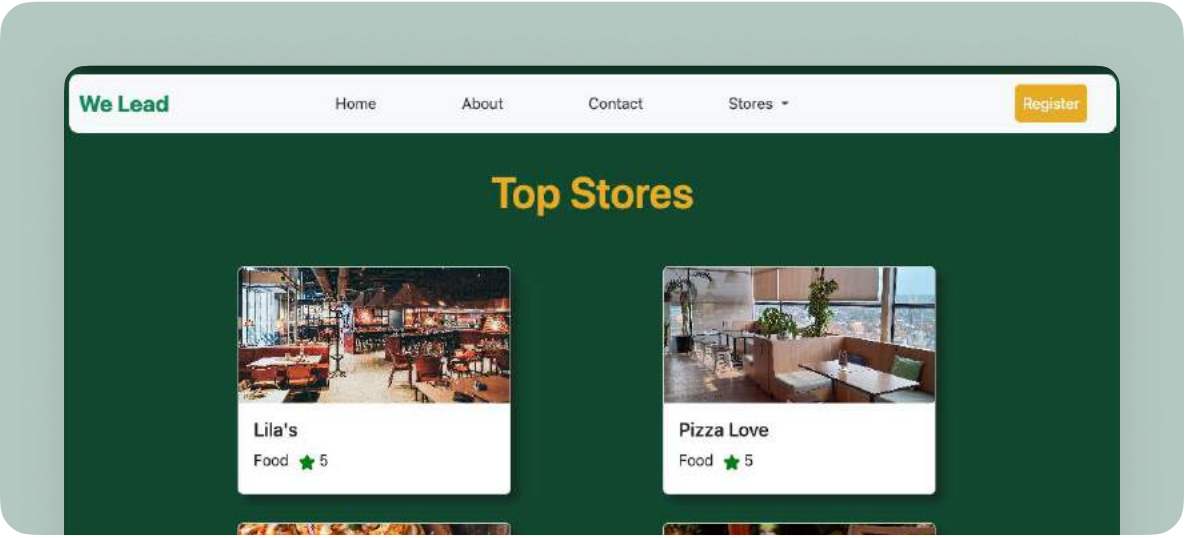 We Lead Home About Contact Stores Register
Top Stores
Lila's
Food 5
Pizza Love
Food 5